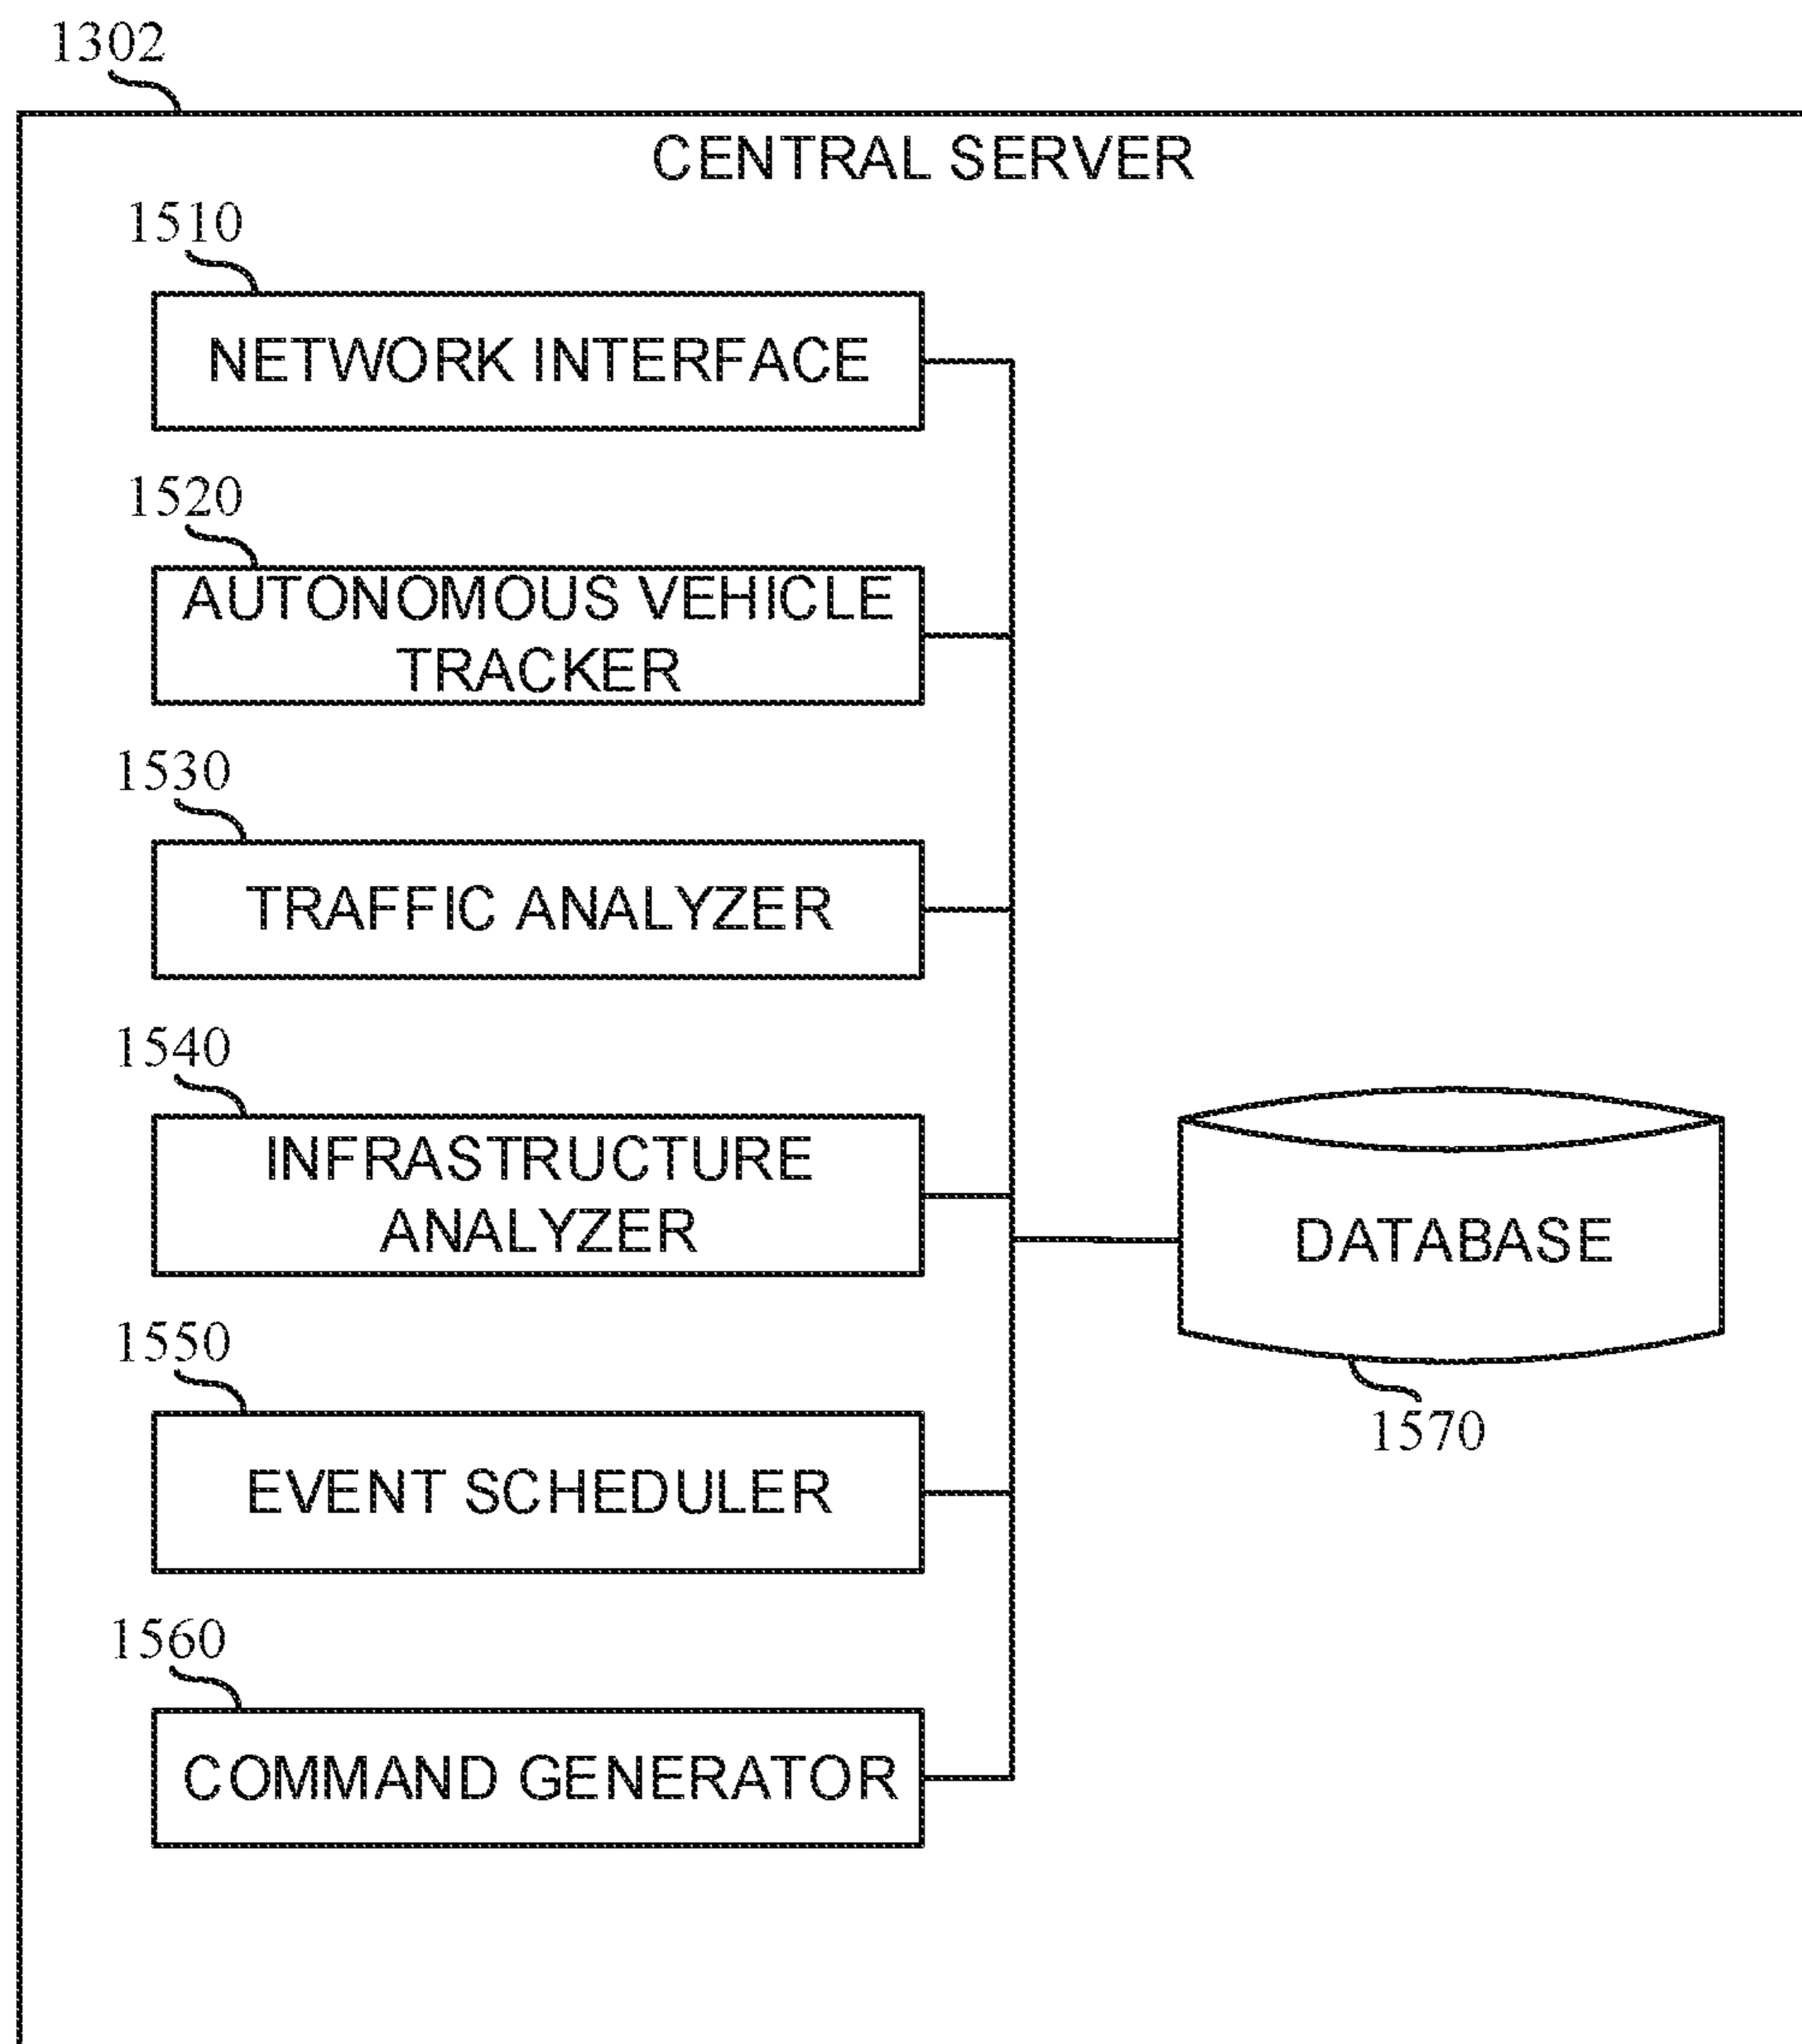 1302
CENTRAL SERVER
1510
NETWORK INTERFACE
1520
AUTONOMOUS VEHICLE
TRACKER
1530
TRAFFIC ANALYZER
1540
INFRASTRUCTURE
ANALYZER
DATABASE
1550
1570
EVENT SCHEDULER
1560
COMMAND GENERATOR